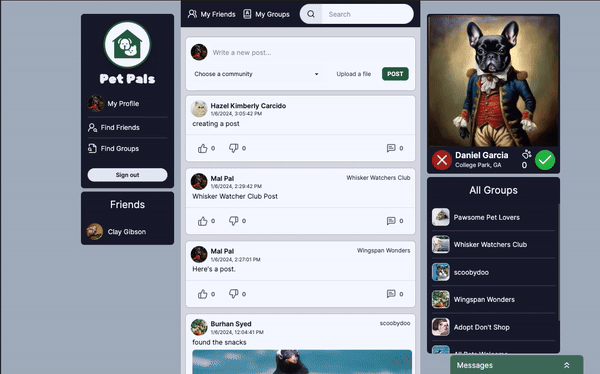 Pet Pals
My Profile
Find Friends
Find Groups
Sign out
Friends
Clay Gibson
My Friends
My Groups
Search
Write a new post...
Choose a community
Upload a file
POST
Hazel Kimberly Carcido
1/6/2024, 3:05:42 PM
creating a post
0
0
0
Mal Pal
Whisker Watchers Club
1/6/2024, 2:29:42 PM
Whisker Watcher Club Post
0
0
0
Mal Pal
Wingspan Wonders
1/6/2024, 2:27:01 PM
Here's a post.
0
0
0
Burhan Syed
scoobydoo
1/6/2024, 12:04:41 PM
found the snacks
Daniel Garcia
College Park, GA
0
All Groups
Pawsome Pet Lovers
Whisker Watchers Club
scoobydoo
Wingspan Wonders
Adopt Don't Shop
All Pets Welcome
Messages